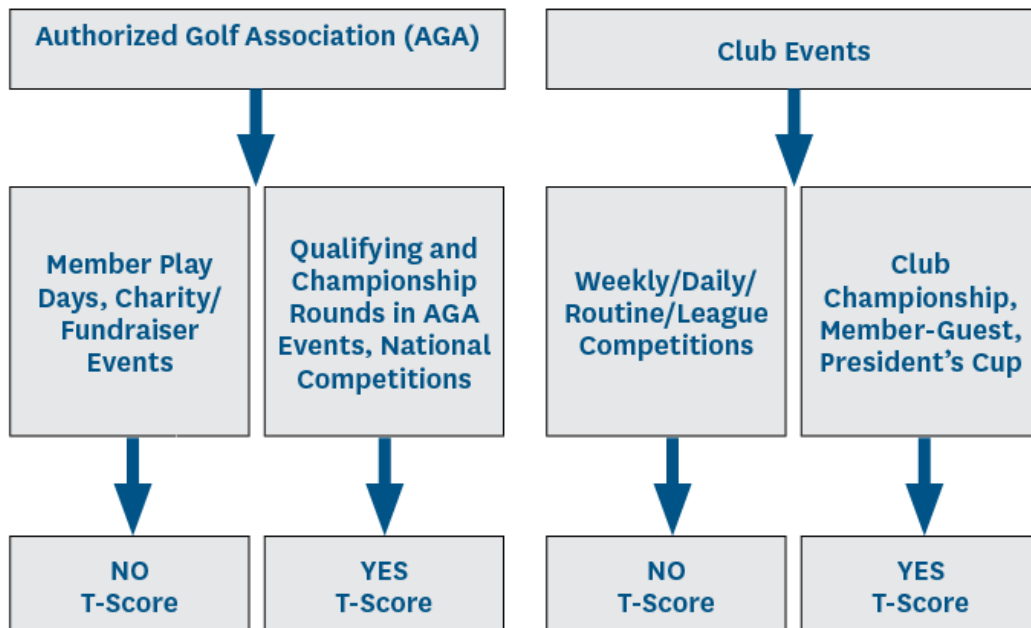 Authorized Golf Association (AGA)
Club Events
Member Play
Days, Charity/
Fundraiser
Events
Qualifying and
Championship
Rounds in AGA
Events, National
Competitions
Weekly/Daily/
Routine/League
Competitions
Club
Championship,
Member-Guest,
President’s Cup
NO
T-Score
YES
T-Score
NO
T-Score
YES
T-Score